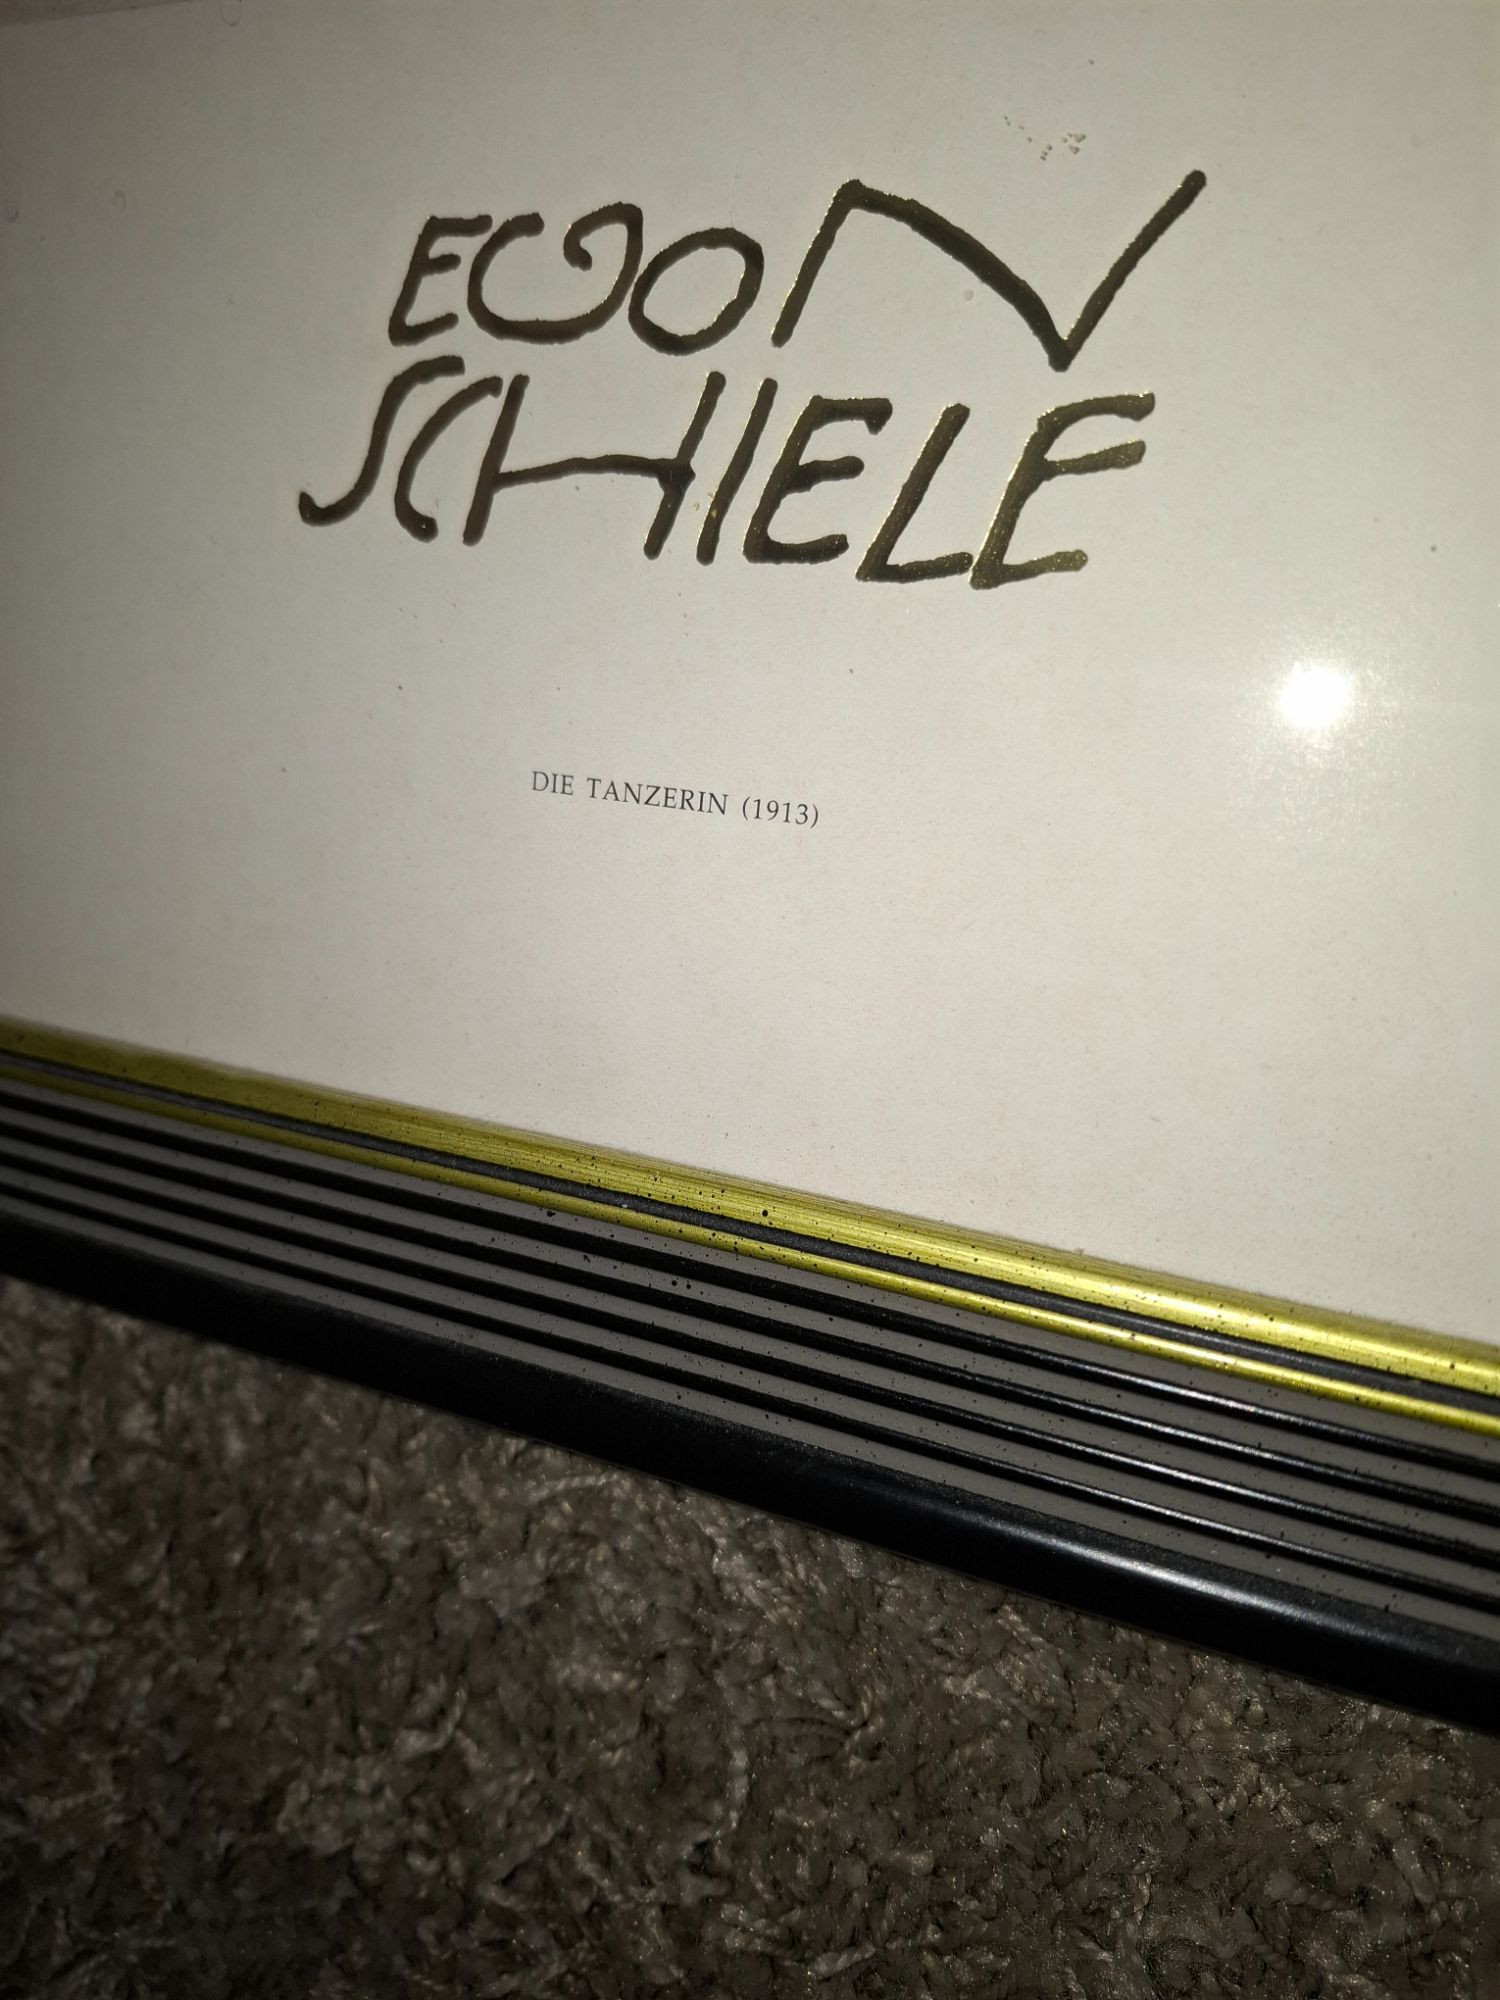 EGON
SCHIELE
DIE TANZERIN (1913)